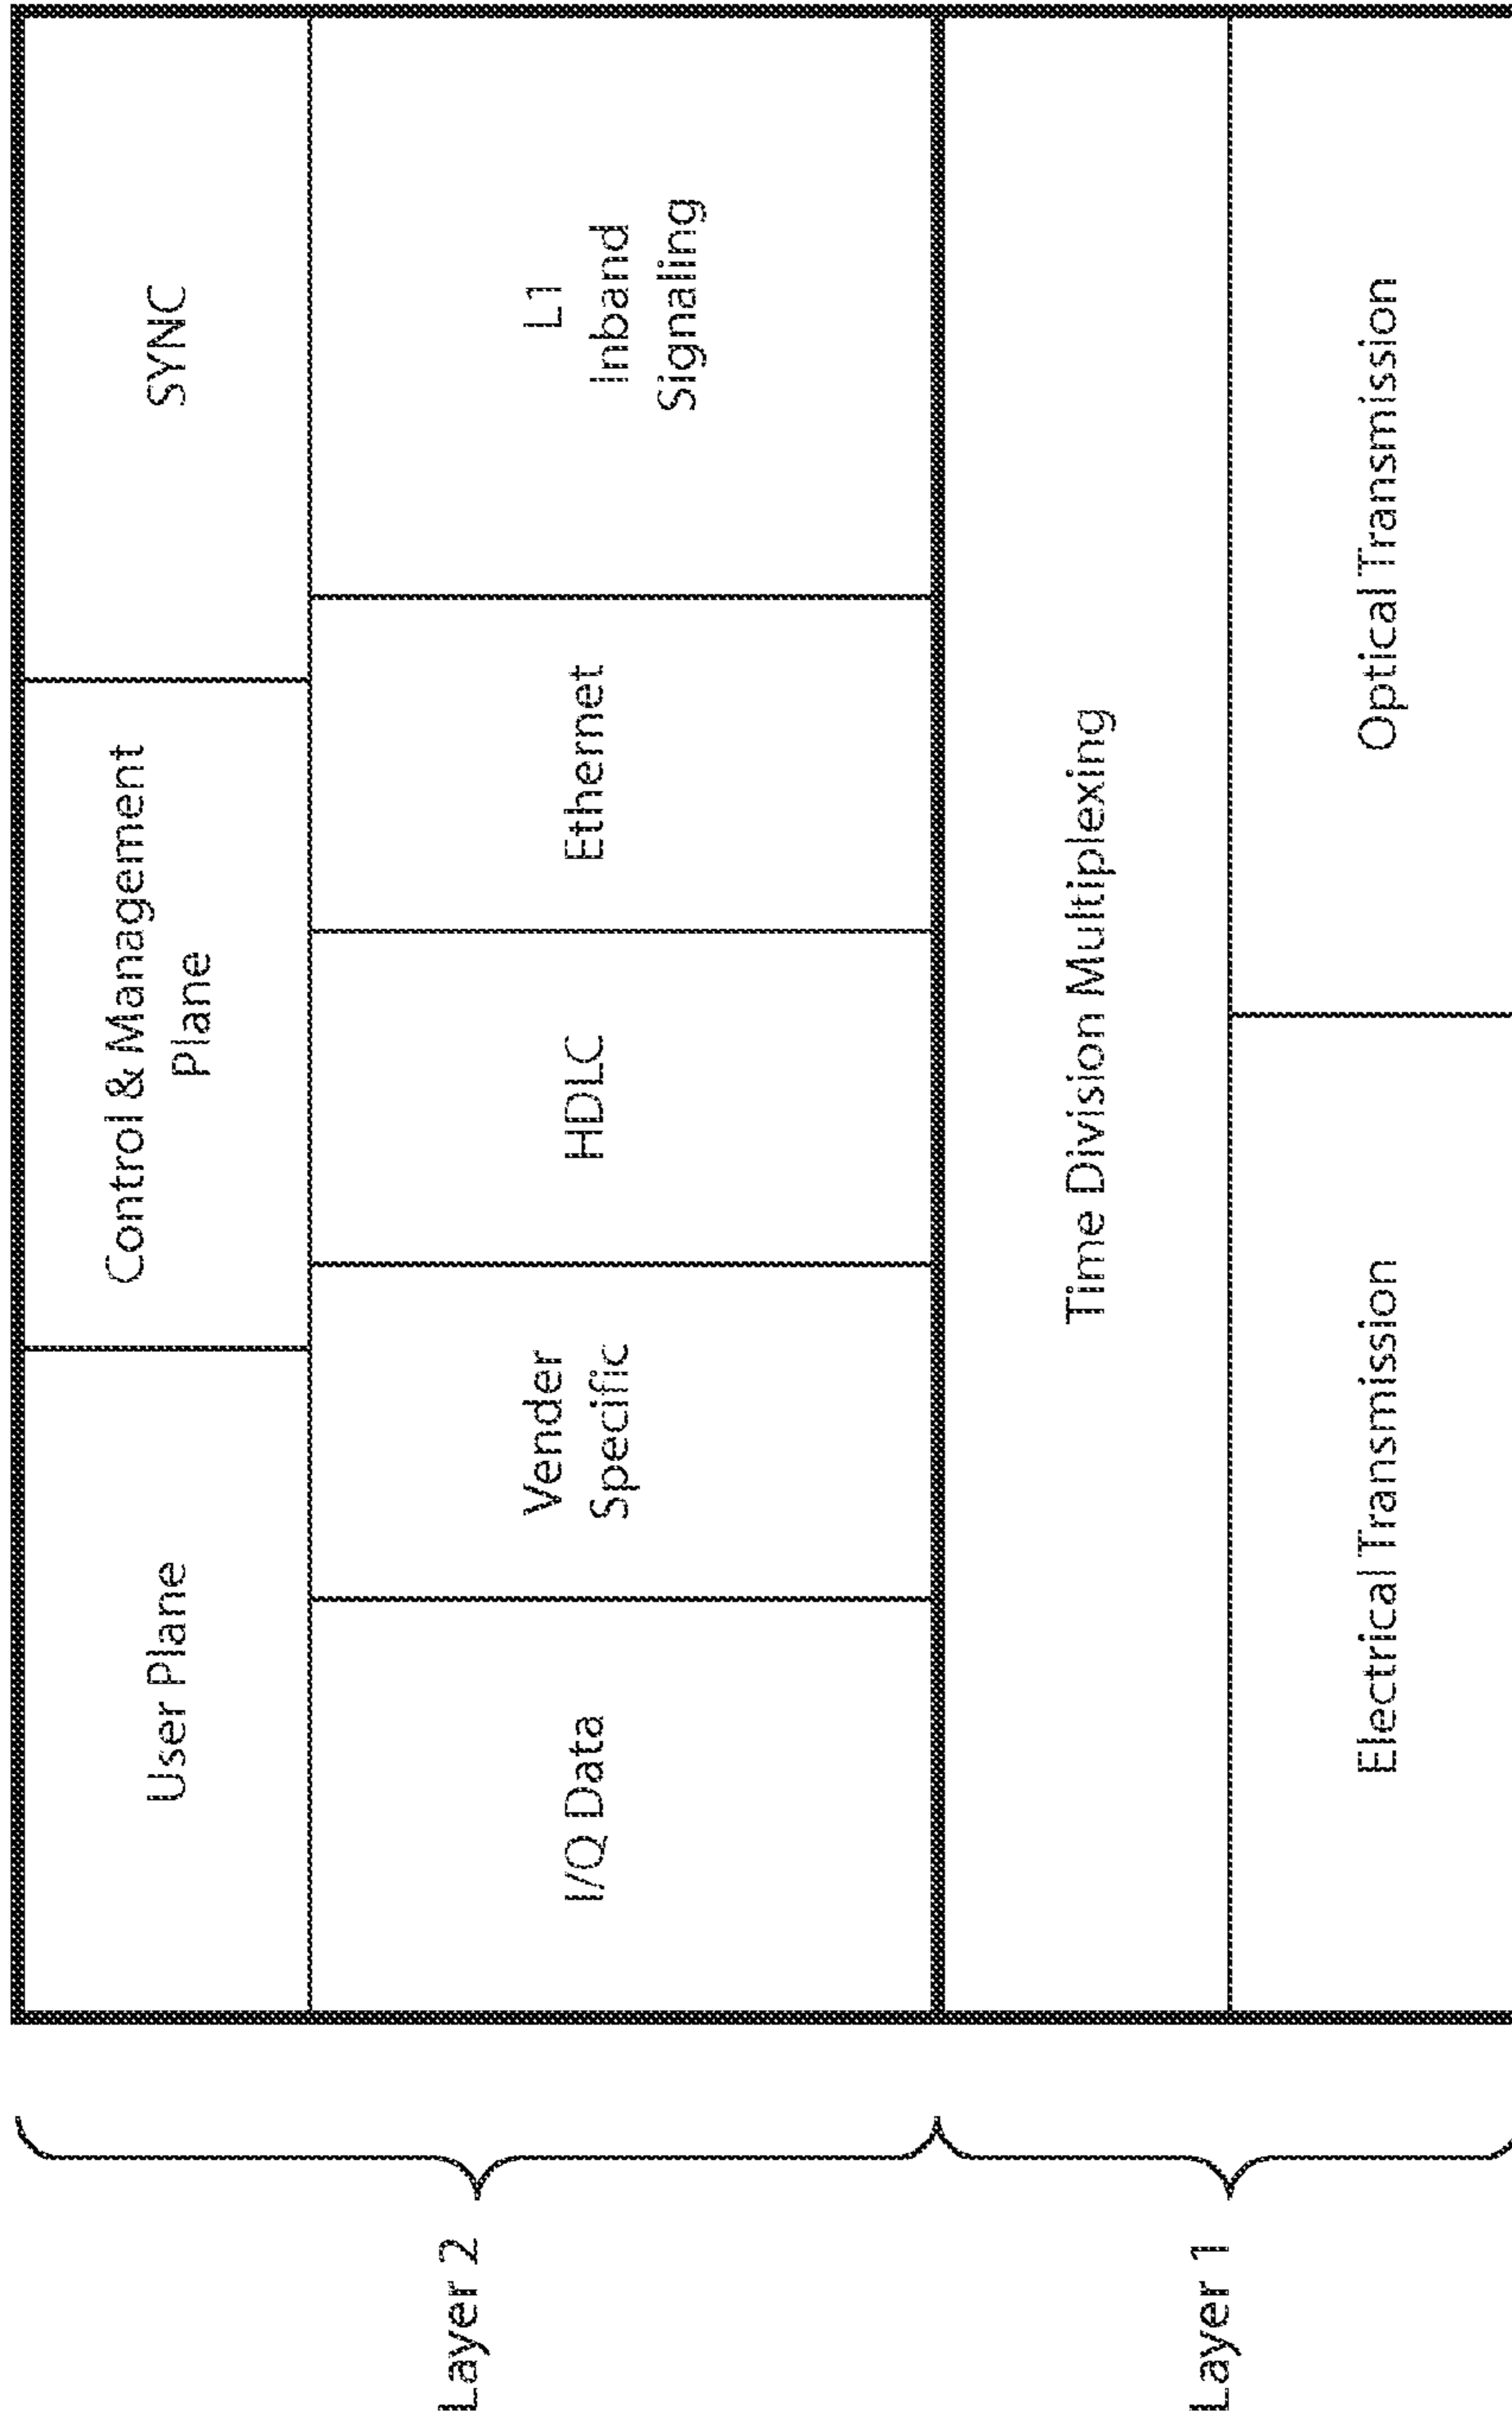 Layer 2
User Plane
Control & Management
Plane
SYNC
I/Q Data
Vender
Specific
HDLC
Ethernet
L1
Inband
Signaling
Layer 1
Time Division Multiplexing
Electrical Transmission
Optical Transmission